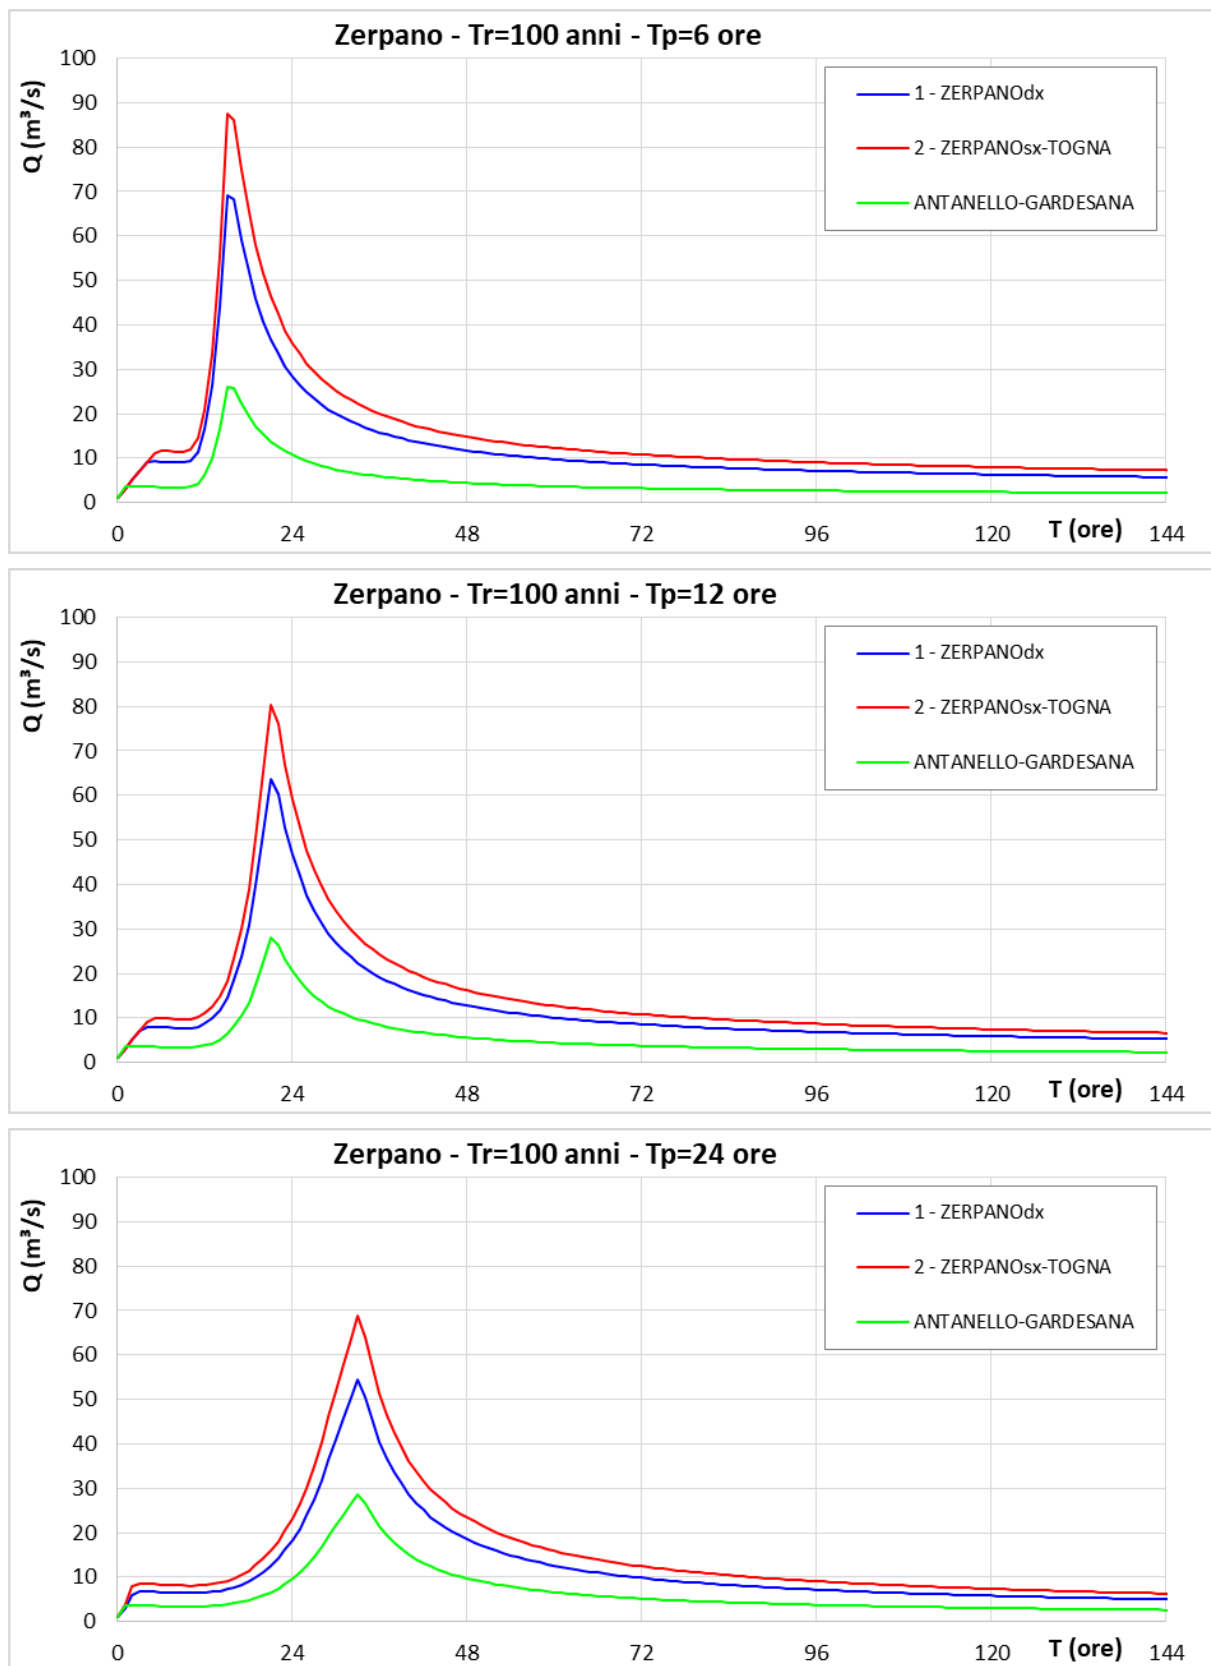 Zerpano - Tr=100 anni - Tp=6 ore
Q (m³/s)
100
90
80
70
60
50
40
30
20
10
0
1 - ZERPANOdx
2 - ZERPANOsx-TOGNA
ANTANELLO-GARDESANA
0 24 48 72 96 120 T (ore) 144
Zerpano - Tr=100 anni - Tp=12 ore
Q (m³/s)
100
90
80
70
60
50
40
30
20
10
0
1 - ZERPANOdx
2 - ZERPANOsx-TOGNA
ANTANELLO-GARDESANA
0 24 48 72 96 120 T (ore) 144
Zerpano - Tr=100 anni - Tp=24 ore
Q (m³/s)
100
90
80
70
60
50
40
30
20
10
0
1 - ZERPANOdx
2 - ZERPANOsx-TOGNA
ANTANELLO-GARDESANA
0 24 48 72 96 120 T (ore) 144